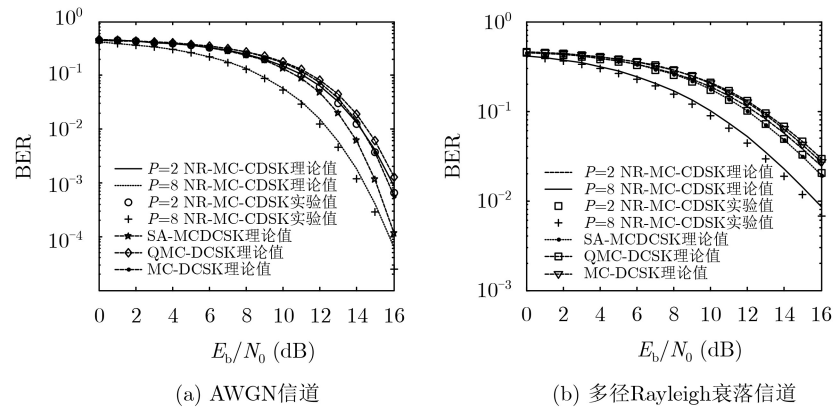 10^0
10^-1
10^-2
10^-3
10^-4
BER
P=2 NR-MC-CDSK理论值
P=8 NR-MC-CDSK理论值
P=2 NR-MC-CDSK实验值
P=8 NR-MC-CDSK实验值
SA-MCDCSK理论值
QMC-DCSK理论值
MC-DCSK理论值
0 2 4 6 8 10 12 14 16
E_b/N_0 (dB)
(a) AWGN信道
10^0
10^-1
10^-2
10^-3
BER
P=2 NR-MC-CDSK理论值
P=8 NR-MC-CDSK理论值
P=2 NR-MC-CDSK实验值
P=8 NR-MC-CDSK实验值
SA-MCDCSK理论值
QMC-DCSK理论值
MC-DCSK理论值
0 2 4 6 8 10 12 14 16
E_b/N_0 (dB)
(b) 多径Rayleigh衰落信道